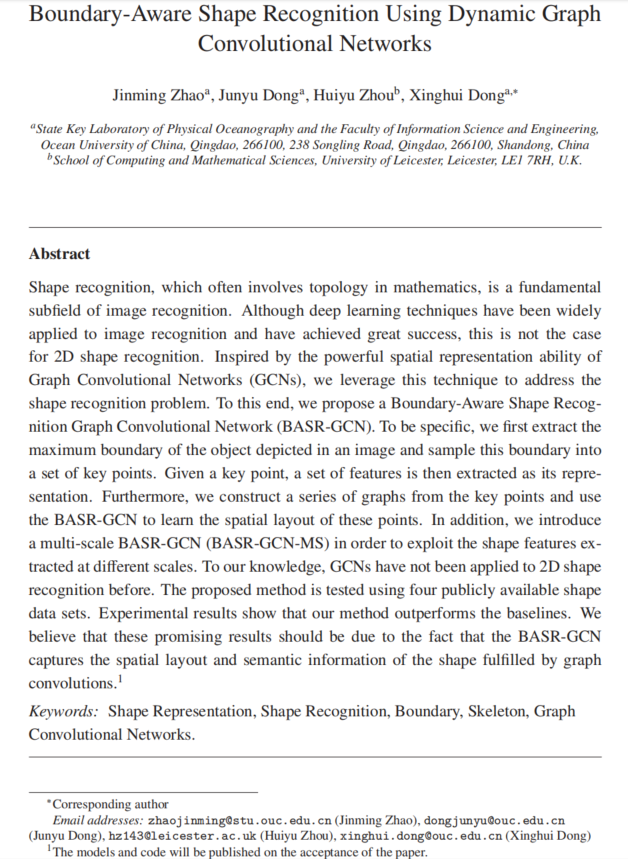 Boundary-Aware Shape Recognition Using Dynamic Graph
Convolutional Networks
Jinming Zhaoᵃ, Junyu Dongᵃ, Huiyu Zhouᵇ, Xinghui Dongᵃ,*
ᵃState Key Laboratory of Physical Oceanography and the Faculty of Information Science and Engineering,
Ocean University of China, Qingdao, 266100, 238 Songling Road, Qingdao, 266100, Shandong, China
ᵇSchool of Computing and Mathematical Sciences, University of Leicester, Leicester, LE1 7RH, U.K.
Abstract
Shape recognition, which often involves topology in mathematics, is a fundamental
subfield of image recognition. Although deep learning techniques have been widely
applied to image recognition and have achieved great success, this is not the case
for 2D shape recognition. Inspired by the powerful spatial representation ability of
Graph Convolutional Networks (GCNs), we leverage this technique to address the
shape recognition problem. To this end, we propose a Boundary-Aware Shape Recog-
nition Graph Convolutional Network (BASR-GCN). To be specific, we first extract the
maximum boundary of the object depicted in an image and sample this boundary into
a set of key points. Given a key point, a set of features is then extracted as its repre-
sentation. Furthermore, we construct a series of graphs from the key points and use
the BASR-GCN to learn the spatial layout of these points. In addition, we introduce
a multi-scale BASR-GCN (BASR-GCN-MS) in order to exploit the shape features ex-
tracted at different scales. To our knowledge, GCNs have not been applied to 2D shape
recognition before. The proposed method is tested using four publicly available shape
data sets. Experimental results show that our method outperforms the baselines. We
believe that these promising results should be due to the fact that the BASR-GCN
captures the spatial layout and semantic information of the shape fulfilled by graph
convolutions.¹
Keywords: Shape Representation, Shape Recognition, Boundary, Skeleton, Graph
Convolutional Networks.
*Corresponding author
Email addresses: zhaojinming@stu.ouc.edu.cn (Jinming Zhao), dongjunyu@ouc.edu.cn
(Junyu Dong), hz143@leicester.ac.uk (Huiyu Zhou), xinghui.dong@ouc.edu.cn (Xinghui Dong)
¹The models and code will be published on the acceptance of the paper.